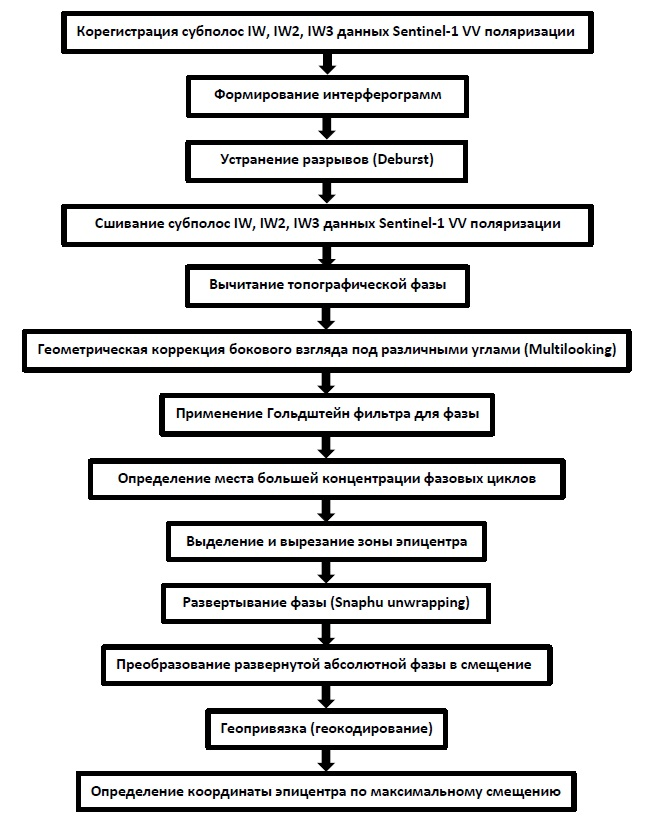 Корегистрация субполос IW, IW2, IW3 данных Sentinel-1 VV поляризации
Формирование интерферограмм
Устранение разрывов (Deburst)
Сшивание субполос IW, IW2, IW3 данных Sentinel-1 VV поляризации
Вычитание топографической фазы
Геометрическая коррекция бокового взгляда под различными углами (Multilooking)
Применение Гольдштейн фильтра для фазы
Определение места большей концентрации фазовых циклов
Выделение и вырезание зоны эпицентра
Развертывание фазы (Snaphu unwrapping)
Преобразование развернутой абсолютной фазы в смещение
Геопривязка (геокодирование)
Определение координаты эпицентра по максимальному смещению